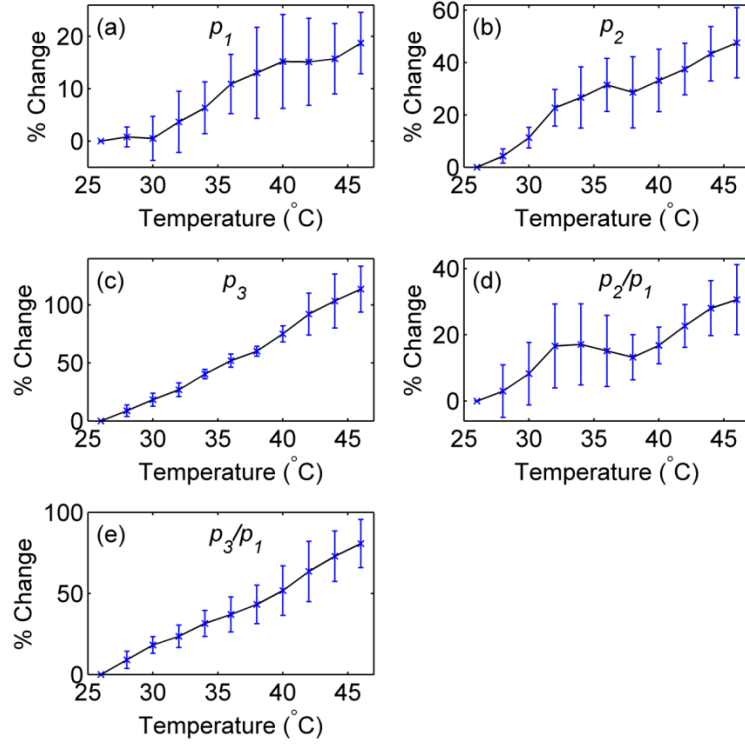 (a) p1
20
10
0
% Change
25 30 35 40 45
Temperature (°C)
(b) p2
60
40
20
0
% Change
25 30 35 40 45
Temperature (°C)
(c) p3
100
50
0
% Change
25 30 35 40 45
Temperature (°C)
(d) p2/p1
40
20
0
% Change
25 30 35 40 45
Temperature (°C)
(e) p3/p1
100
50
0
% Change
25 30 35 40 45
Temperature (°C)